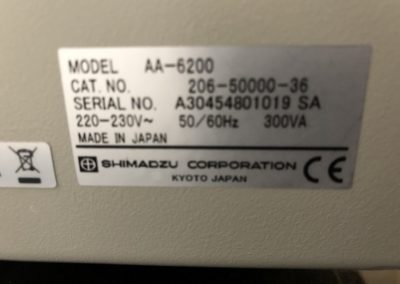 MODEL AA-6200
CAT. NO. 206-50000-36
SERIAL NO. A30454801019 SA
220-230V~ 50/60Hz 300VA
MADE IN JAPAN
SHIMADZU CORPORATION CE
KYOTO JAPAN